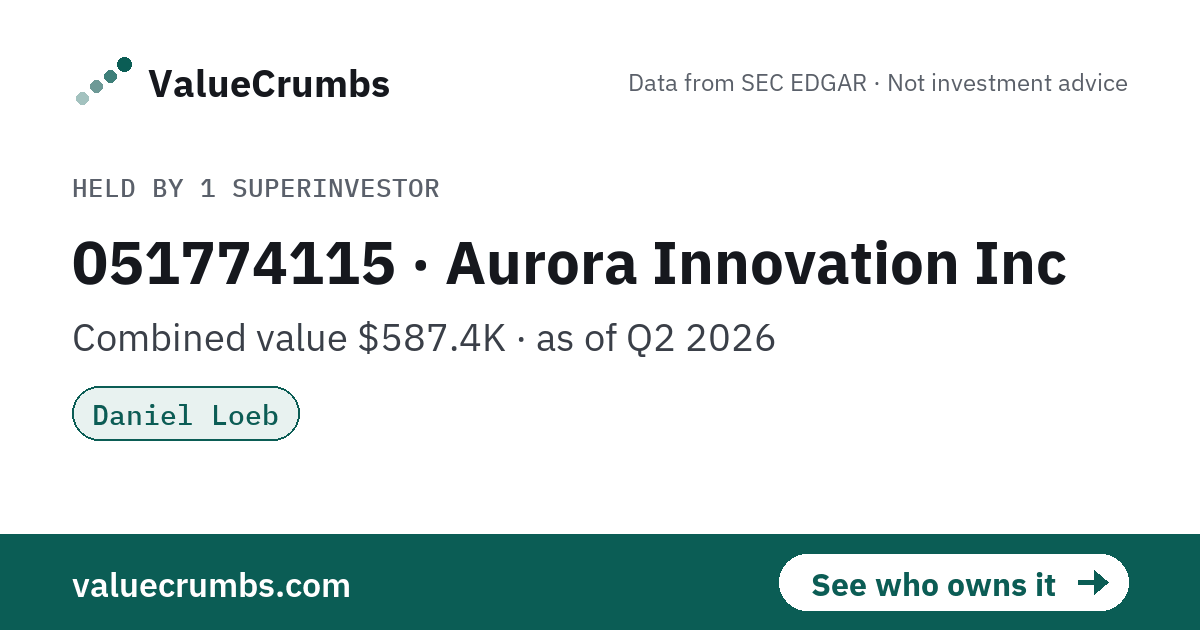 ValueCrumbs
Data from SEC EDGAR · Not investment advice
HELD BY 1 SUPERINVESTOR
051774115 · Aurora Innovation Inc
Combined value $587.4K · as of Q2 2026
Daniel Loeb
valuecrumbs.com
See who owns it →